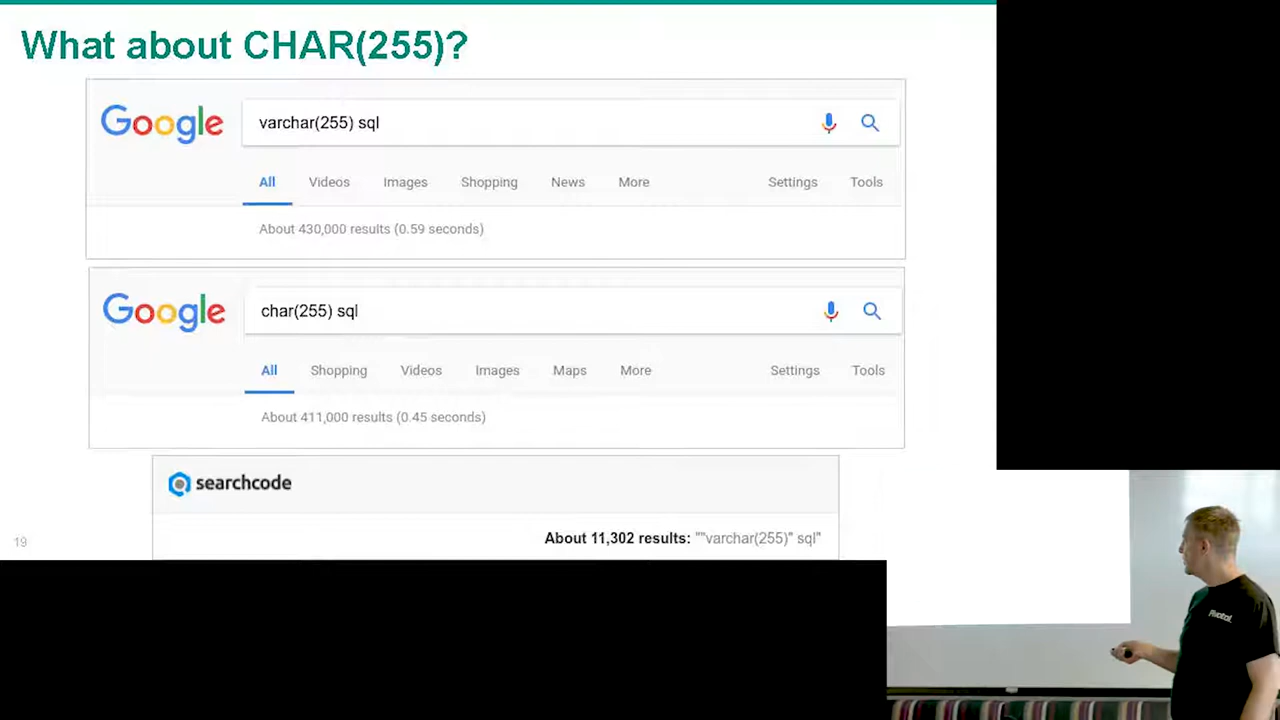 What about CHAR(255)?
Google
varchar(255) sql
All Videos Images Shopping News More Settings Tools
About 430,000 results (0.59 seconds)
Google
char(255) sql
All Shopping Videos Images Maps More Settings Tools
About 411,000 results (0.45 seconds)
searchcode
About 11,302 results: ""varchar(255)" sql"
19
Pivotal